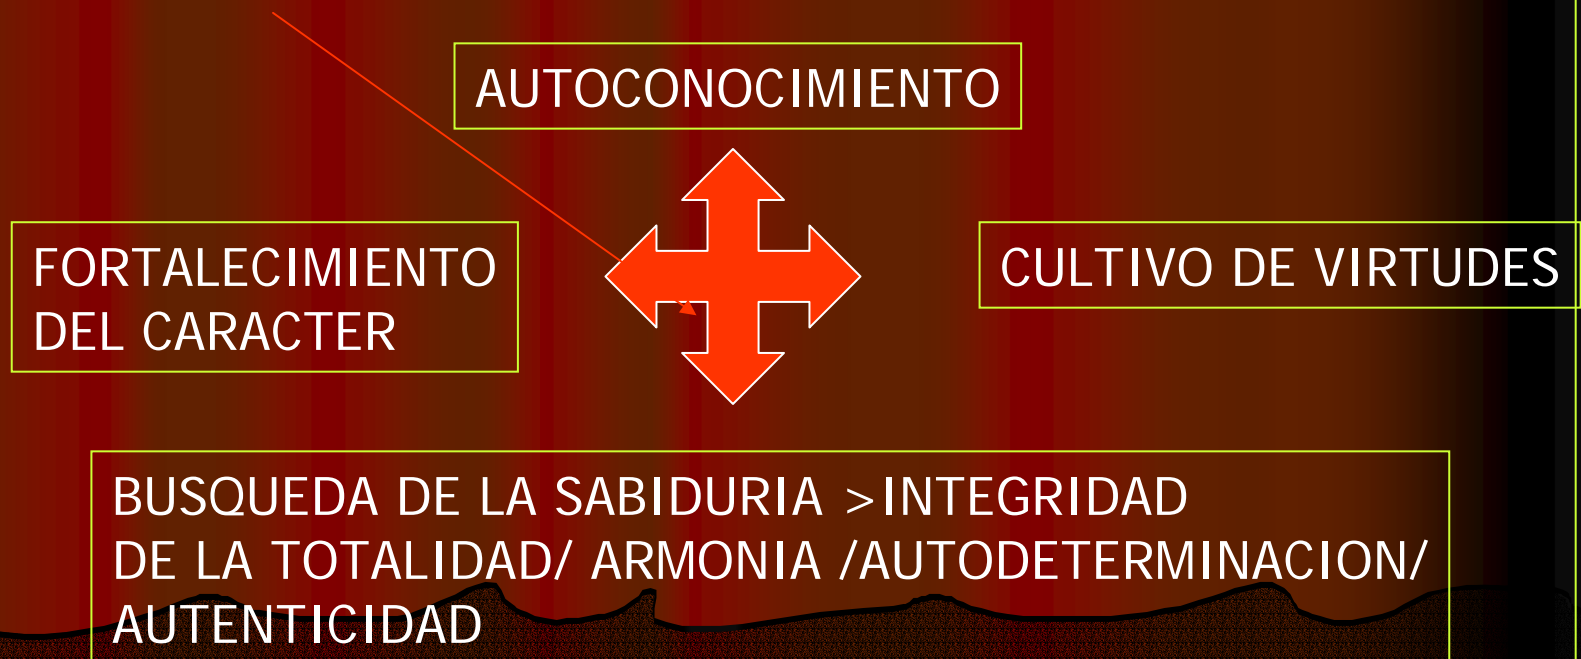 AUTOCONOCIMIENTO
FORTALECIMIENTO
DEL CARACTER
CULTIVO DE VIRTUDES
BUSQUEDA DE LA SABIDURIA >INTEGRIDAD
DE LA TOTALIDAD/ ARMONIA /AUTODETERMINACION/
AUTENTICIDAD